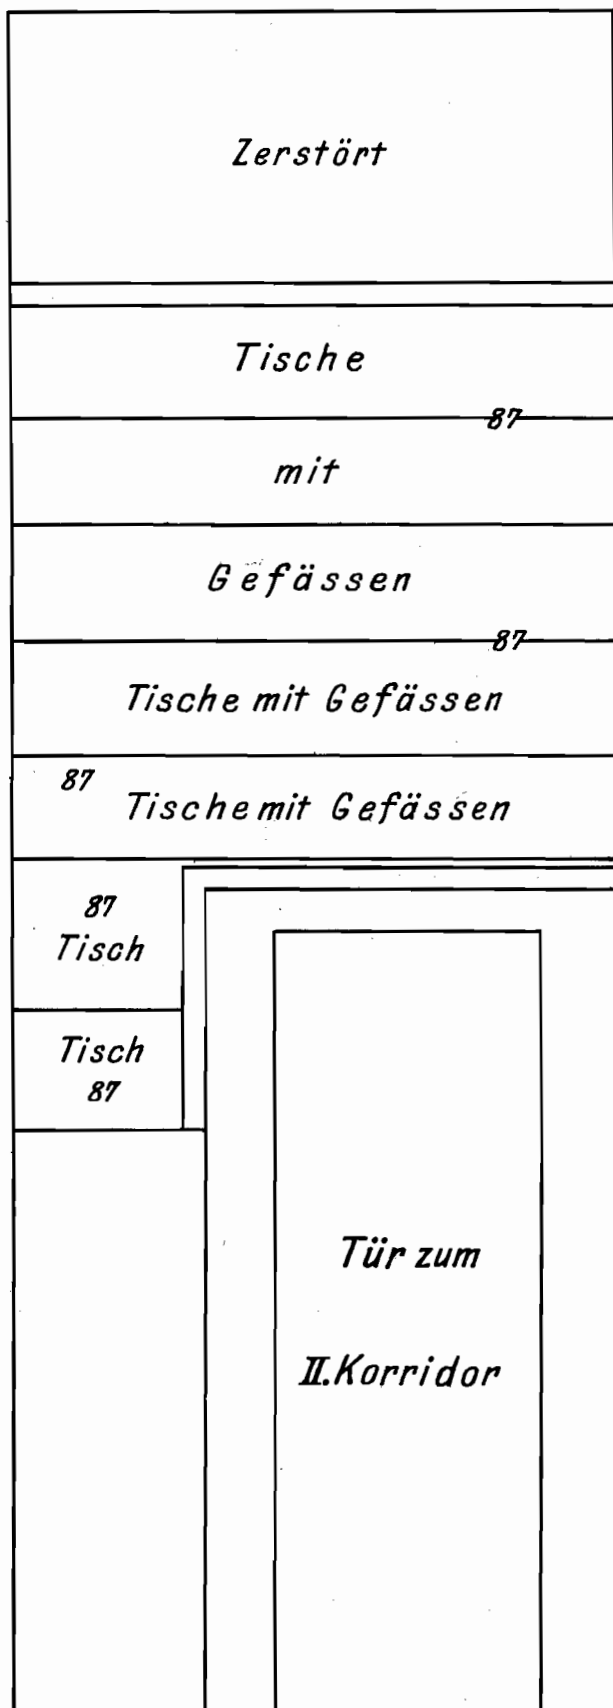 Zerstört
Tische
87
mit
Gefässen
87
Tische mit Gefässen
87
Tische mit Gefässen
87
Tisch
Tisch
87
Tür zum
II. Korridor